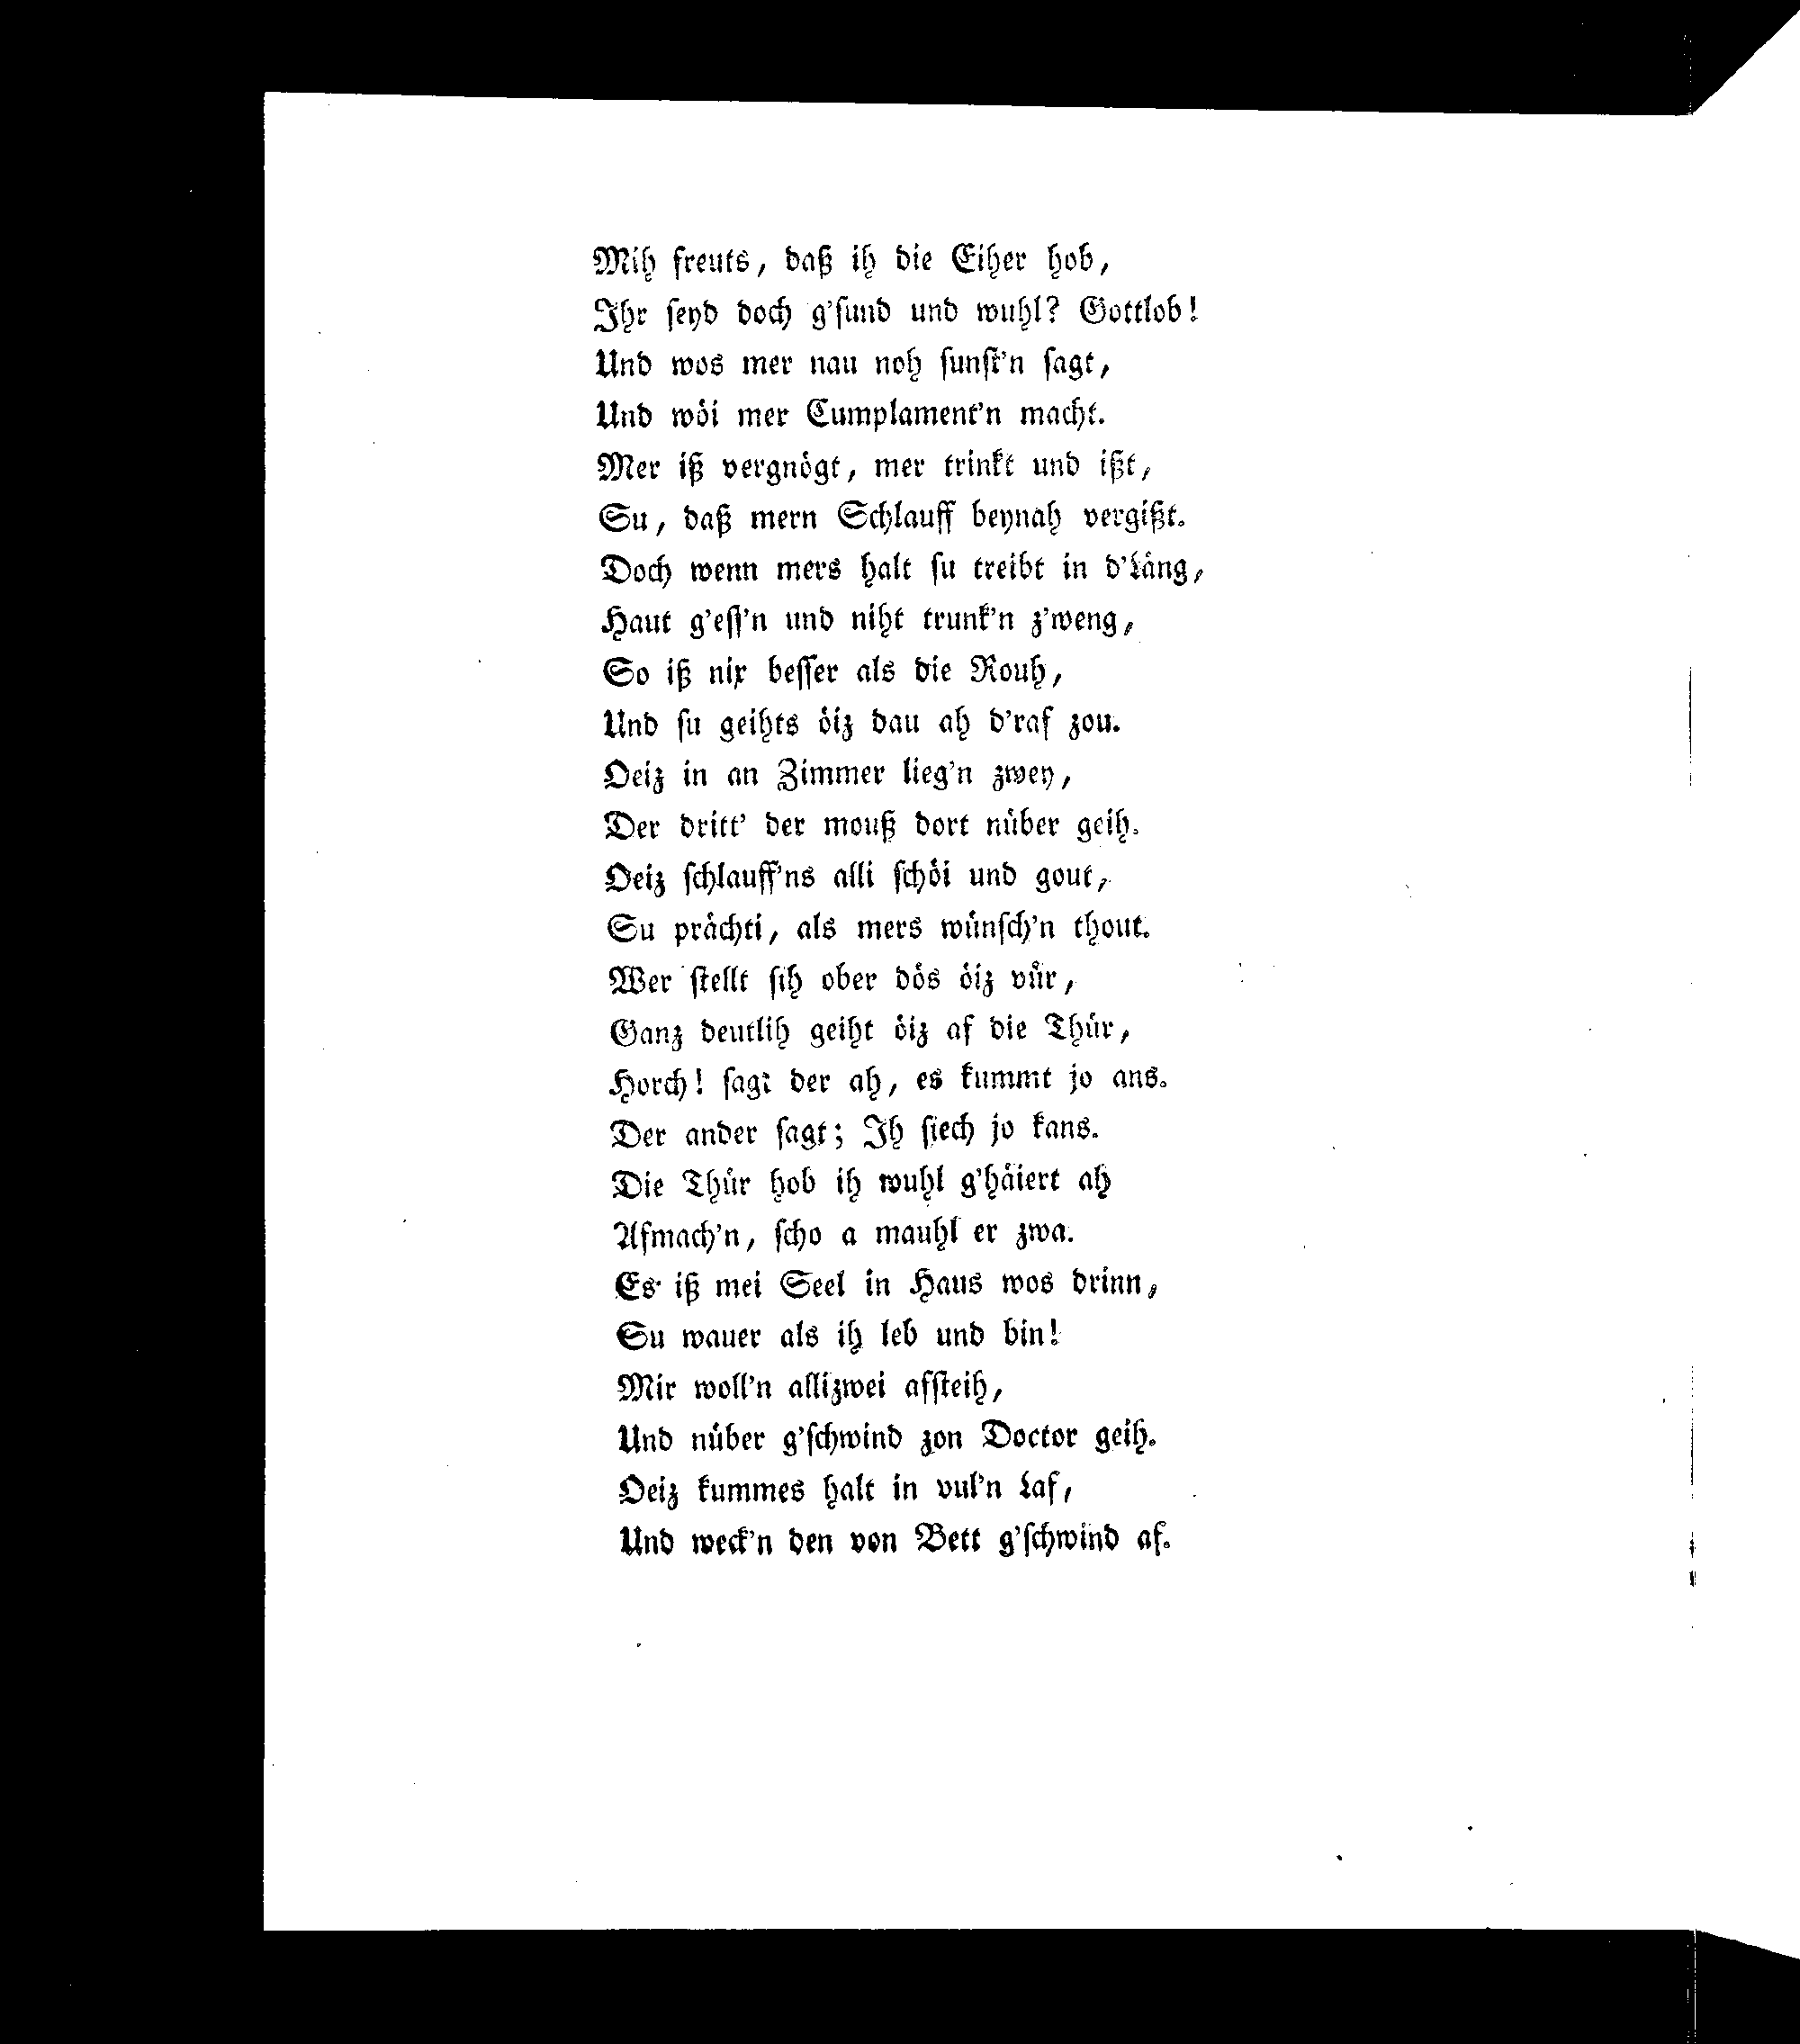 Mih freuts, daß ih die Eiher hob,
Ihr ſeyd doch g'ſund und wuhl? Gottlob!
Und wos mer nau noh ſunſt'n ſagt,
Und wöi mer Cumplament'n macht.
Mer iß vergnögt, mer trinkt und ißt,
Su, daß mern Schlauff beynah vergißt.
Doch wenn mers halt ſu treibt in d'Läng,
Haut g'eſſ'n und niht trunk'n z'weng,
So iß nix beſſer als die Rouh,
Und ſu geihts öiz dau ah d'raf zou.
Oeiz in an Zimmer lieg'n zwey,
Der dritt' der mouß dort nüber geih.
Oeiz ſchlauff'ns alli ſchöi und gout,
Su prächti, als mers wünſch'n thout.
Wer ſtellt ſih ober dös öiz vür,
Ganz deutlih geiht öiz af die Thür,
Horch! ſagt der ah, es kummt jo ans.
Der ander ſagt; Ih ſiech jo kans.
Die Thür hob ih wuhl g'häiert ah
Afmach'n, ſcho a mauhl er zwa.
Es iß mei Seel in Haus wos drinn,
Su wauer als ih leb und bin!
Mir woll'n allizwei afſteih,
Und nüber g'ſchwind zon Doctor geih.
Oeiz kummes halt in vul'n Laf,
Und weck'n den von Bett g'ſchwind af.